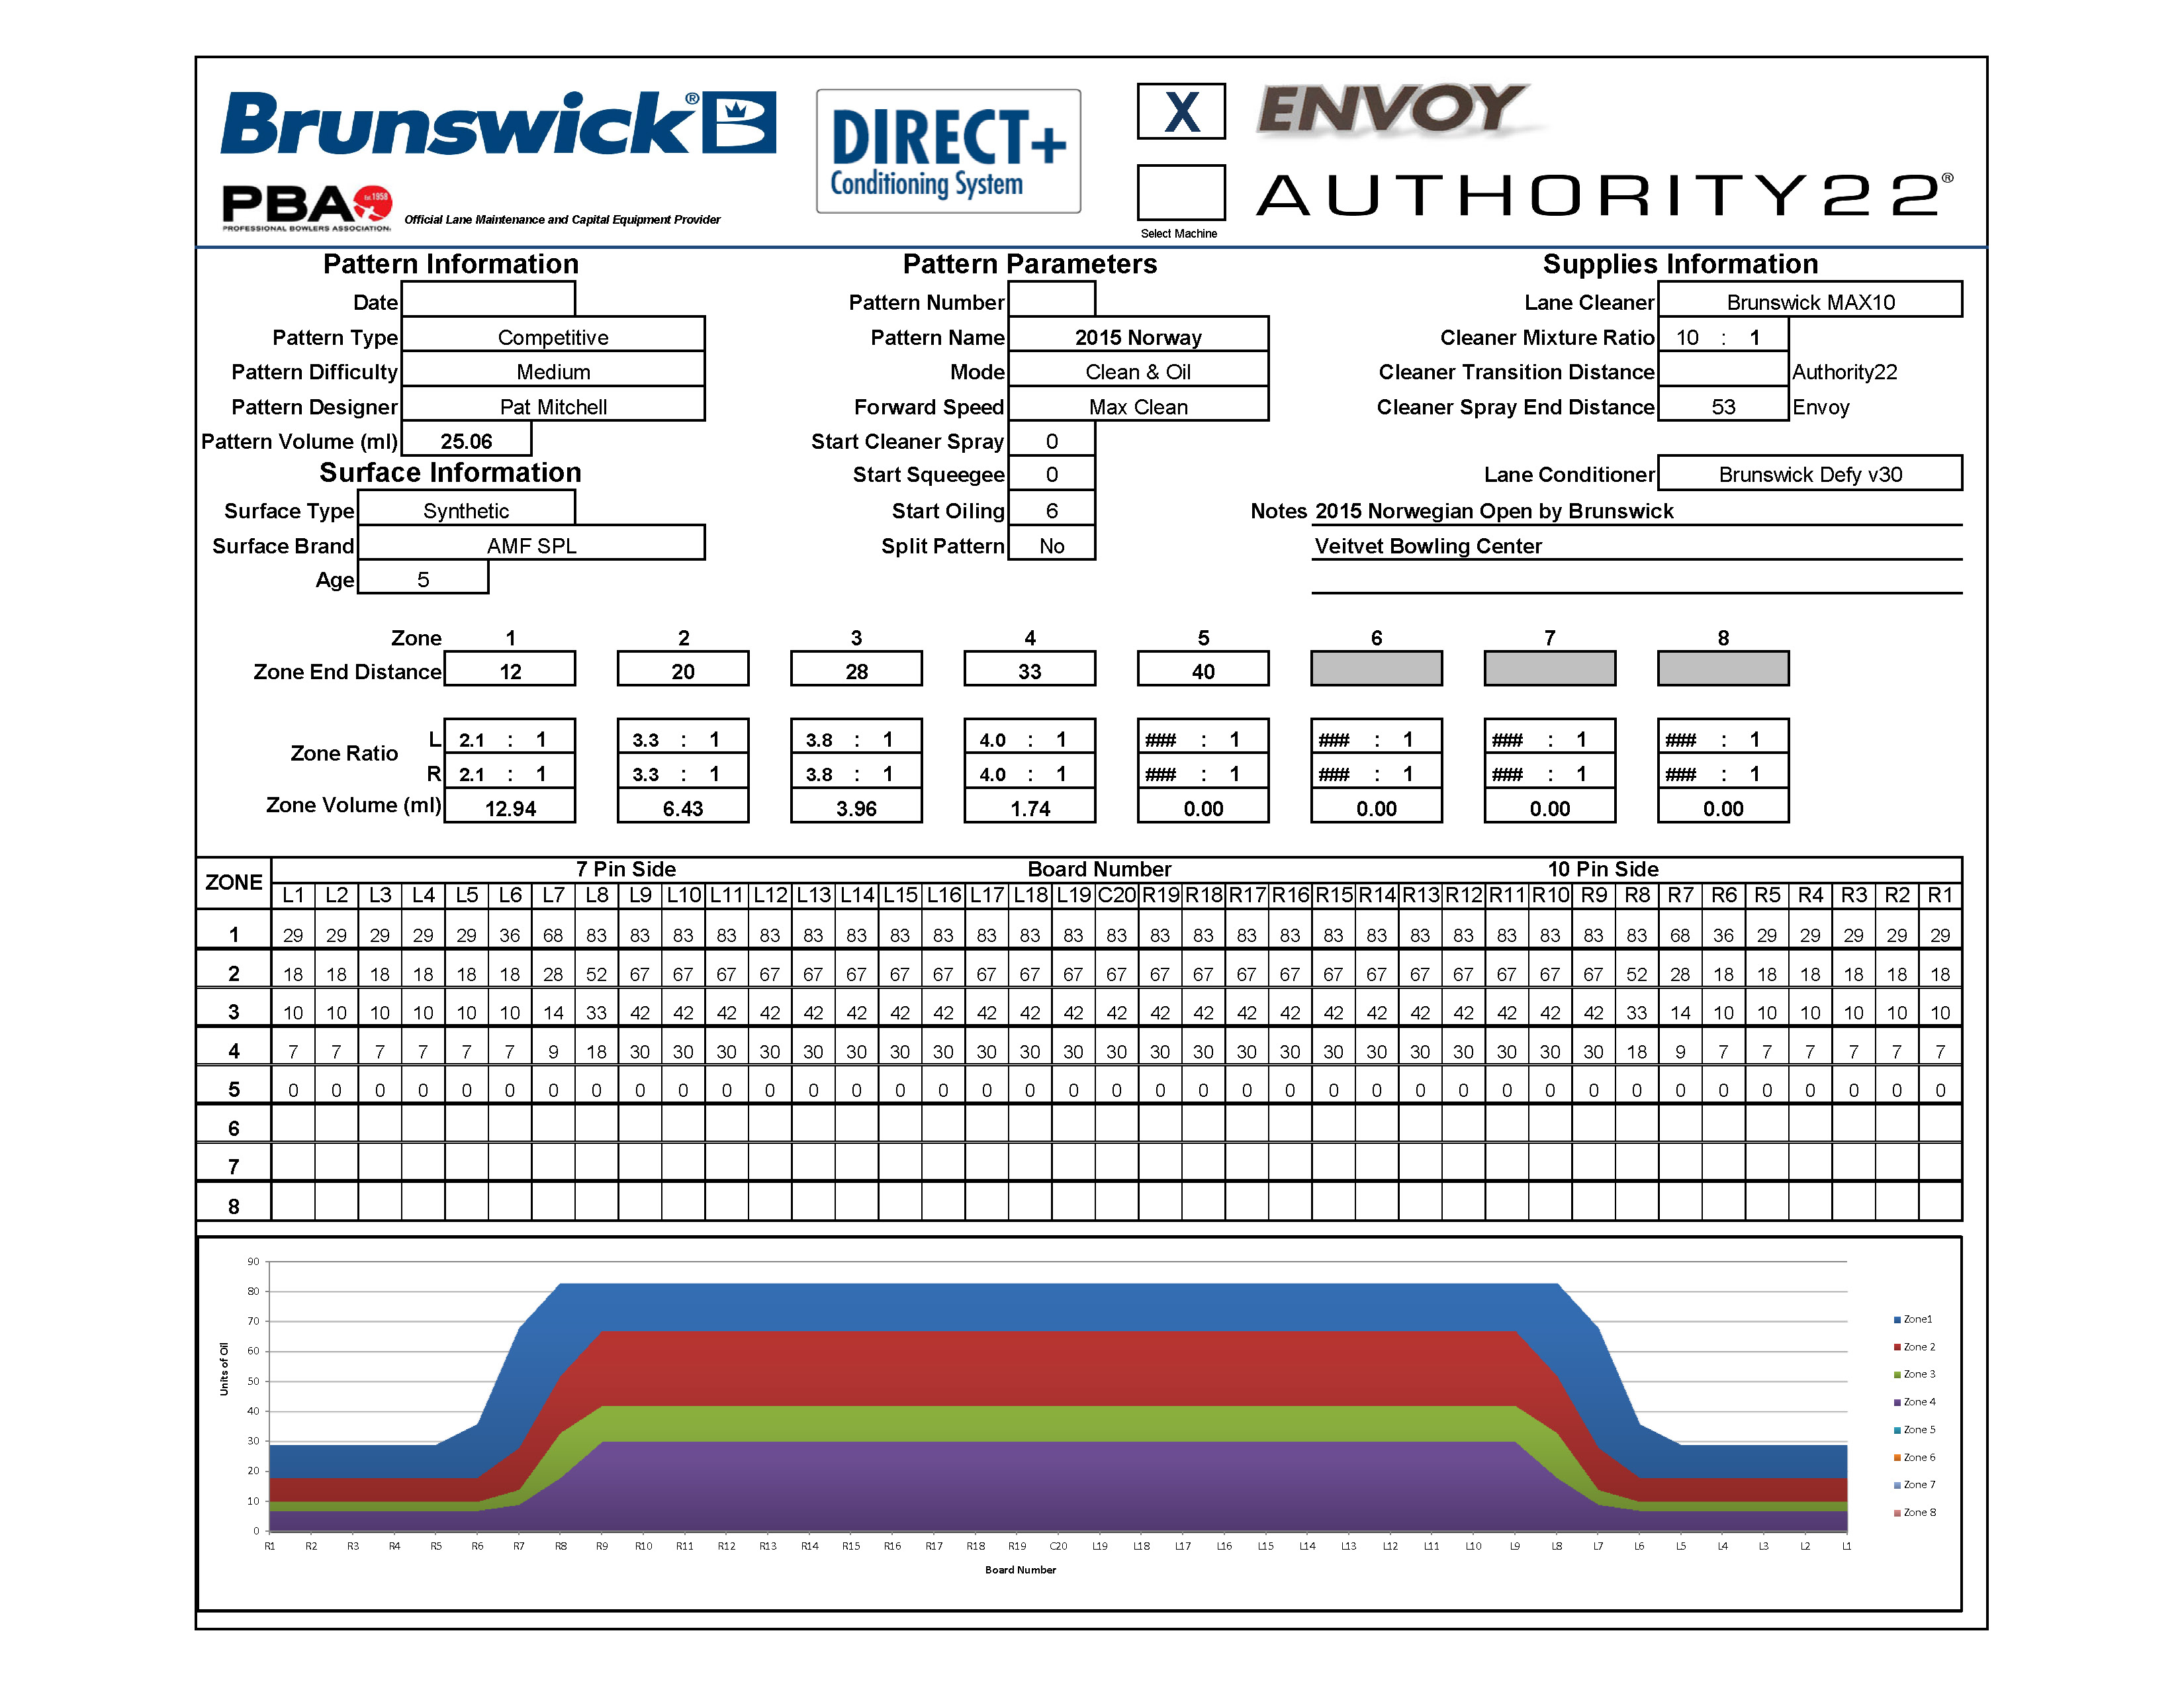 Brunswick® B
DIRECT+
Conditioning System
X ENVOY
AUTHORITY22®
Select Machine
PBA Est. 1958
PROFESSIONAL BOWLERS ASSOCIATION.
Official Lane Maintenance and Capital Equipment Provider
Pattern Information
Date
Pattern Type Competitive
Pattern Difficulty Medium
Pattern Designer Pat Mitchell
Pattern Volume (ml) 25.06
Surface Information
Surface Type Synthetic
Surface Brand AMF SPL
Age 5
Pattern Parameters
Pattern Number
Pattern Name 2015 Norway
Mode Clean & Oil
Forward Speed Max Clean
Start Cleaner Spray 0
Start Squeegee 0
Start Oiling 6
Split Pattern No
Supplies Information
Lane Cleaner Brunswick MAX10
Cleaner Mixture Ratio 10 : 1
Cleaner Transition Distance Authority22
Cleaner Spray End Distance 53 Envoy
Lane Conditioner Brunswick Defy v30
Notes 2015 Norwegian Open by Brunswick
Veitvet Bowling Center
Zone 1 2 3 4 5 6 7 8
Zone End Distance 12 20 28 33 40
Zone Ratio
L 2.1 : 1 3.3 : 1 3.8 : 1 4.0 : 1 ### : 1 ### : 1 ### : 1 ### : 1
R 2.1 : 1 3.3 : 1 3.8 : 1 4.0 : 1 ### : 1 ### : 1 ### : 1 ### : 1
Zone Volume (ml) 12.94 6.43 3.96 1.74 0.00 0.00 0.00 0.00
ZONE 7 Pin Side Board Number 10 Pin Side
L1 L2 L3 L4 L5 L6 L7 L8 L9 L10 L11 L12 L13 L14 L15 L16 L17 L18 L19 C20 R19 R18 R17 R16 R15 R14 R13 R12 R11 R10 R9 R8 R7 R6 R5 R4 R3 R2 R1
1 29 29 29 29 29 36 68 83 83 83 83 83 83 83 83 83 83 83 83 83 83 83 83 83 83 83 83 83 83 83 83 83 68 36 29 29 29 29 29
2 18 18 18 18 18 18 28 52 67 67 67 67 67 67 67 67 67 67 67 67 67 67 67 67 67 67 67 67 67 67 67 52 28 18 18 18 18 18 18
3 10 10 10 10 10 10 14 33 42 42 42 42 42 42 42 42 42 42 42 42 42 42 42 42 42 42 42 42 42 42 42 33 14 10 10 10 10 10 10
4 7 7 7 7 7 7 9 18 30 30 30 30 30 30 30 30 30 30 30 30 30 30 30 30 30 30 30 30 30 30 30 18 9 7 7 7 7 7 7
5 0 0 0 0 0 0 0 0 0 0 0 0 0 0 0 0 0 0 0 0 0 0 0 0 0 0 0 0 0 0 0 0 0 0 0 0 0 0 0
6
7
8
Units of Oil
90
80
70
60
50
40
30
20
10
0
R1 R2 R3 R4 R5 R6 R7 R8 R9 R10 R11 R12 R13 R14 R15 R16 R17 R18 R19 C20 L19 L18 L17 L16 L15 L14 L13 L12 L11 L10 L9 L8 L7 L6 L5 L4 L3 L2 L1
Board Number
Zone1
Zone 2
Zone 3
Zone 4
Zone 5
Zone 6
Zone 7
Zone 8